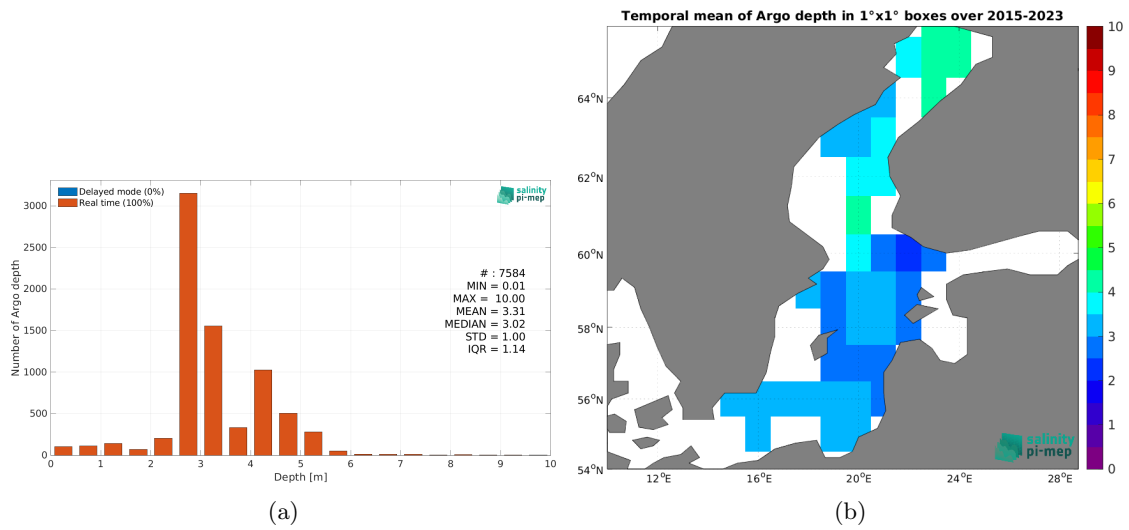 Delayed mode (0%)
Real time (100%)
salinity
pi-mep
Number of Argo depth
3000
2500
2000
1500
1000
500
0
# : 7584
MIN = 0.01
MAX = 10.00
MEAN = 3.31
MEDIAN = 3.02
STD = 1.00
IQR = 1.14
0 1 2 3 4 5 6 7 8 9 10
Depth [m]
(a)
Temporal mean of Argo depth in 1°x1° boxes over 2015-2023
64°N
62°N
60°N
58°N
56°N
54°N
12°E 16°E 20°E 24°E 28°E
salinity
pi-mep
10
9
8
7
6
5
4
3
2
1
0
(b)